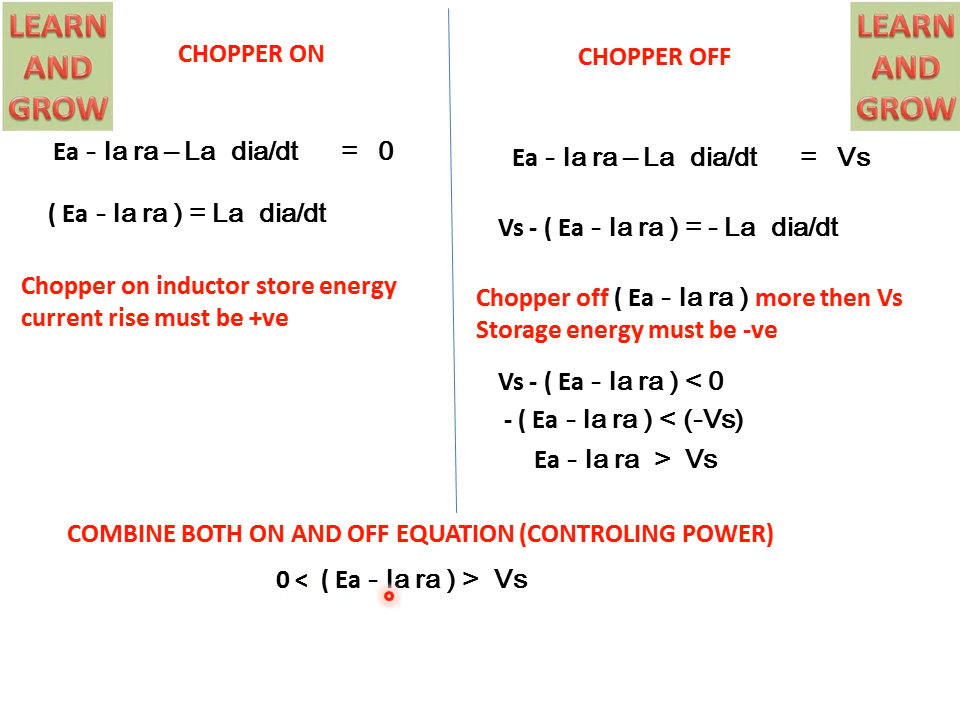 LEARN
AND
GROW
CHOPPER ON
CHOPPER OFF
LEARN
AND
GROW
Ea - Ia ra – La dia/dt = 0
( Ea - Ia ra ) = La dia/dt
Chopper on inductor store energy
current rise must be +ve
Ea - Ia ra – La dia/dt = Vs
Vs - ( Ea - Ia ra ) = - La dia/dt
Chopper off ( Ea - Ia ra ) more then Vs
Storage energy must be -ve
Vs - ( Ea - Ia ra ) < 0
- ( Ea - Ia ra ) < (-Vs)
Ea - Ia ra > Vs
COMBINE BOTH ON AND OFF EQUATION (CONTROLING POWER)
0 < ( Ea - Ia ra ) > Vs